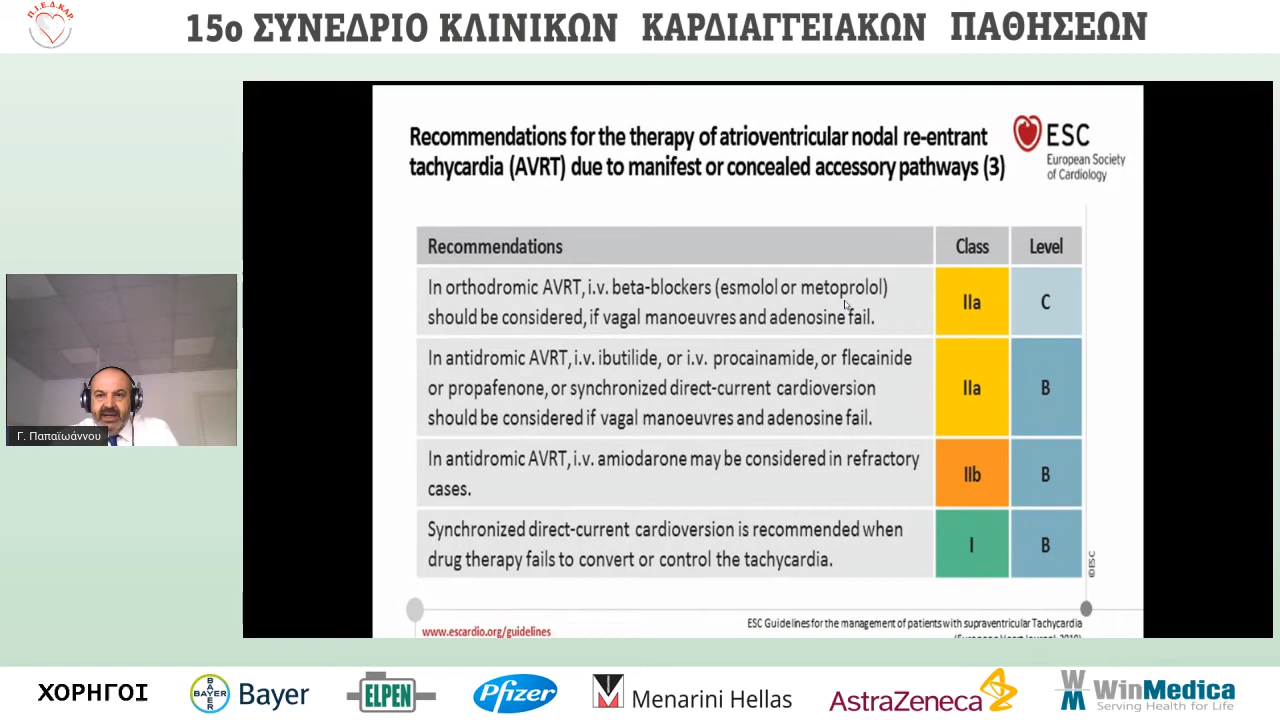 Π.Ι.Ε.Δ.ΚΑΡ
15ο ΣΥΝΕΔΡΙΟ ΚΛΙΝΙΚΩΝ ΚΑΡΔΙΑΓΓΕΙΑΚΩΝ ΠΑΘΗΣΕΩΝ
Recommendations for the therapy of atrioventricular nodal re-entrant
tachycardia (AVRT) due to manifest or concealed accessory pathways (3)
ESC
European Society
of Cardiology
Recommendations Class Level
In orthodromic AVRT, i.v. beta-blockers (esmolol or metoprolol)
should be considered, if vagal manoeuvres and adenosine fail.
IIa C
In antidromic AVRT, i.v. ibutilide, or i.v. procainamide, or flecainide
or propafenone, or synchronized direct-current cardioversion
should be considered if vagal manoeuvres and adenosine fail.
IIa B
In antidromic AVRT, i.v. amiodarone may be considered in refractory
cases.
IIb B
Synchronized direct-current cardioversion is recommended when
drug therapy fails to convert or control the tachycardia.
I B
©ESC
www.escardio.org/guidelines
ESC Guidelines for the management of patients with supraventricular Tachycardia
(European Heart Journal, 2019)
Γ. Παπαϊωάννου
ΧΟΡΗΓΟΙ
BAYER
BAYER
Bayer
ELPEN
Pfizer
Menarini Hellas
AstraZeneca
WinMedica
Serving Health for Life